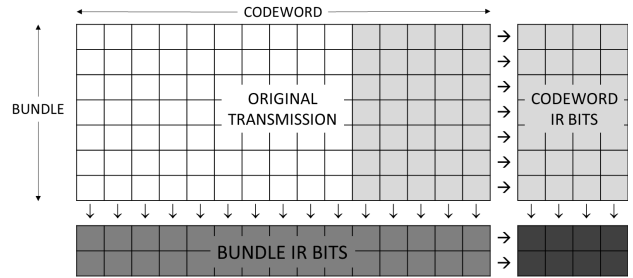 CODEWORD
BUNDLE
ORIGINAL
TRANSMISSION
CODEWORD
IR BITS
BUNDLE IR BITS